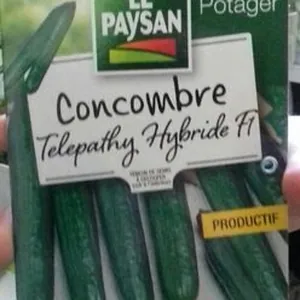 LE
PAYSAN
Potager
Concombre
Telepathy Hybride F1
PRODUCTIF